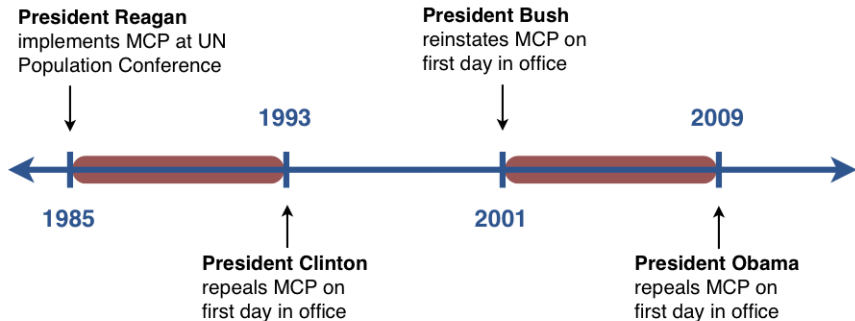 President Reagan
implements MCP at UN
Population Conference
President Bush
reinstates MCP on
first day in office
1993
2009
1985
2001
President Clinton
repeals MCP on
first day in office
President Obama
repeals MCP on
first day in office